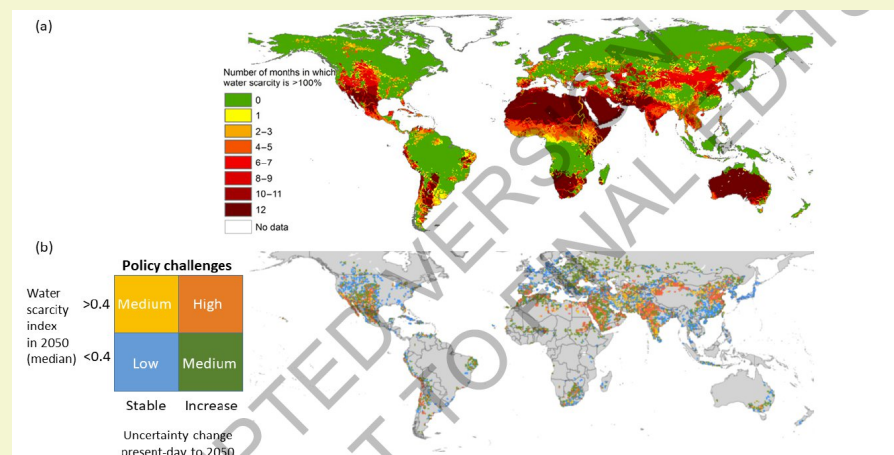 (a)
Number of months in which
water scarcity is >100%
0
1
2–3
4–5
6–7
8–9
10–11
12
No data
(b)
Policy challenges
Water
scarcity
index
in 2050
(median)
>0.4
Medium
High
<0.4
Low
Medium
Stable
Increase
Uncertainty change
present-day to 2050